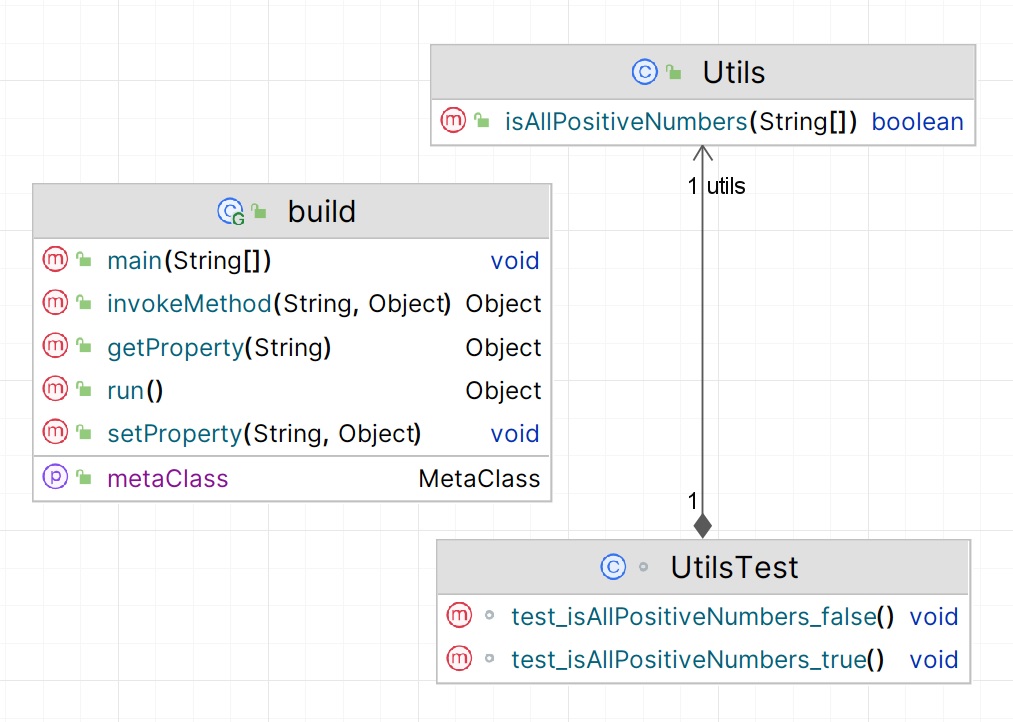 Utils
isAllPositiveNumbers(String[]) boolean
1 utils
build
main(String[]) void
invokeMethod(String, Object) Object
getProperty(String) Object
run() Object
setProperty(String, Object) void
metaClass MetaClass
1
UtilsTest
test_isAllPositiveNumbers_false() void
test_isAllPositiveNumbers_true() void